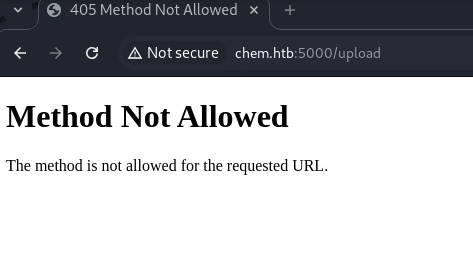 405 Method Not Allowed
Not secure chem.htb:5000/upload
Method Not Allowed
The method is not allowed for the requested URL.